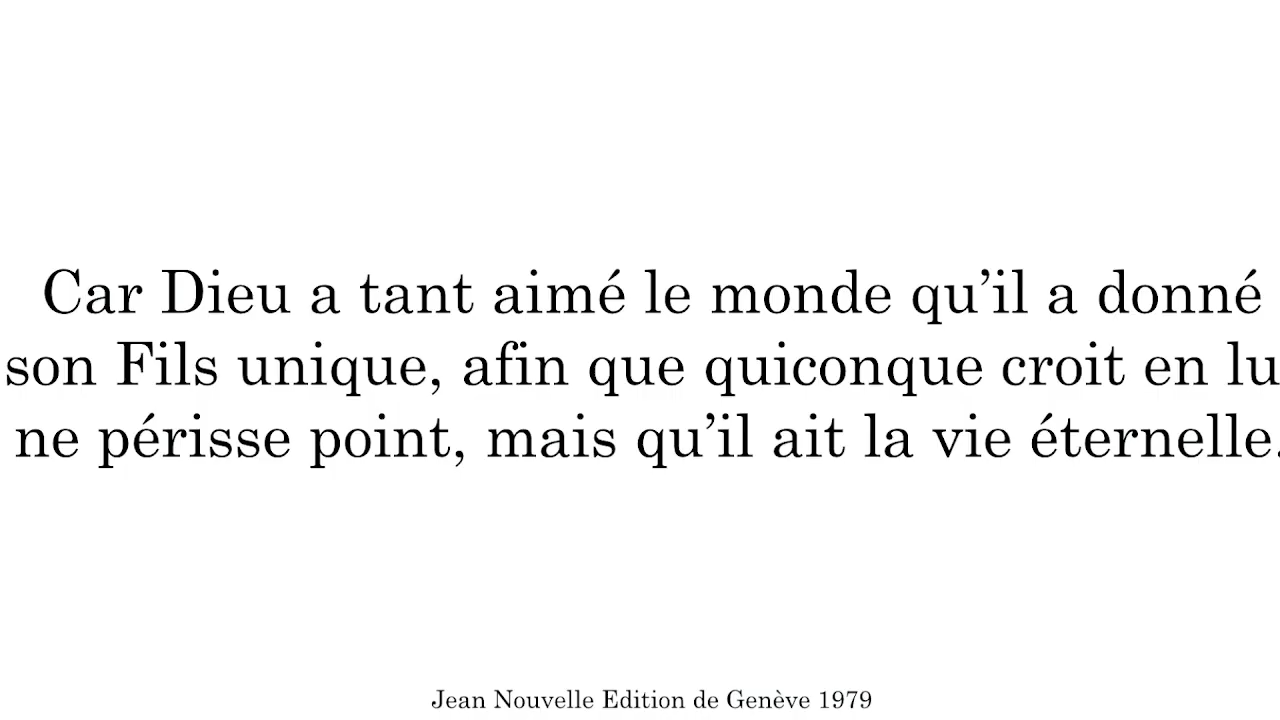 Car Dieu a tant aimé le monde qu’il a donné
son Fils unique, afin que quiconque croit en lu
ne périsse point, mais qu’il ait la vie éternelle.
Jean Nouvelle Edition de Genève 1979